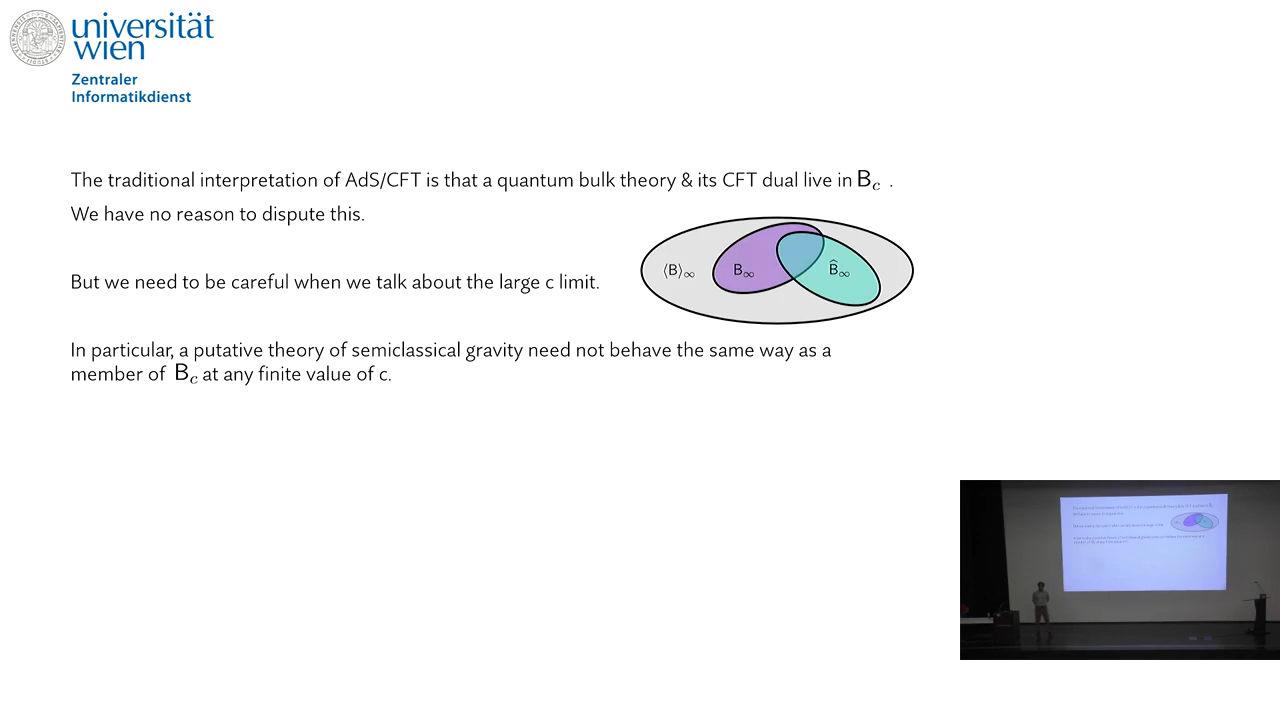 universität
wien
Zentraler
Informatikdienst
The traditional interpretation of AdS/CFT is that a quantum bulk theory & its CFT dual live in B_c .
We have no reason to dispute this.
⟨B⟩∞ B∞ B̂∞
But we need to be careful when we talk about the large c limit.
In particular, a putative theory of semiclassical gravity need not behave the same way as a
member of B_c at any finite value of c.